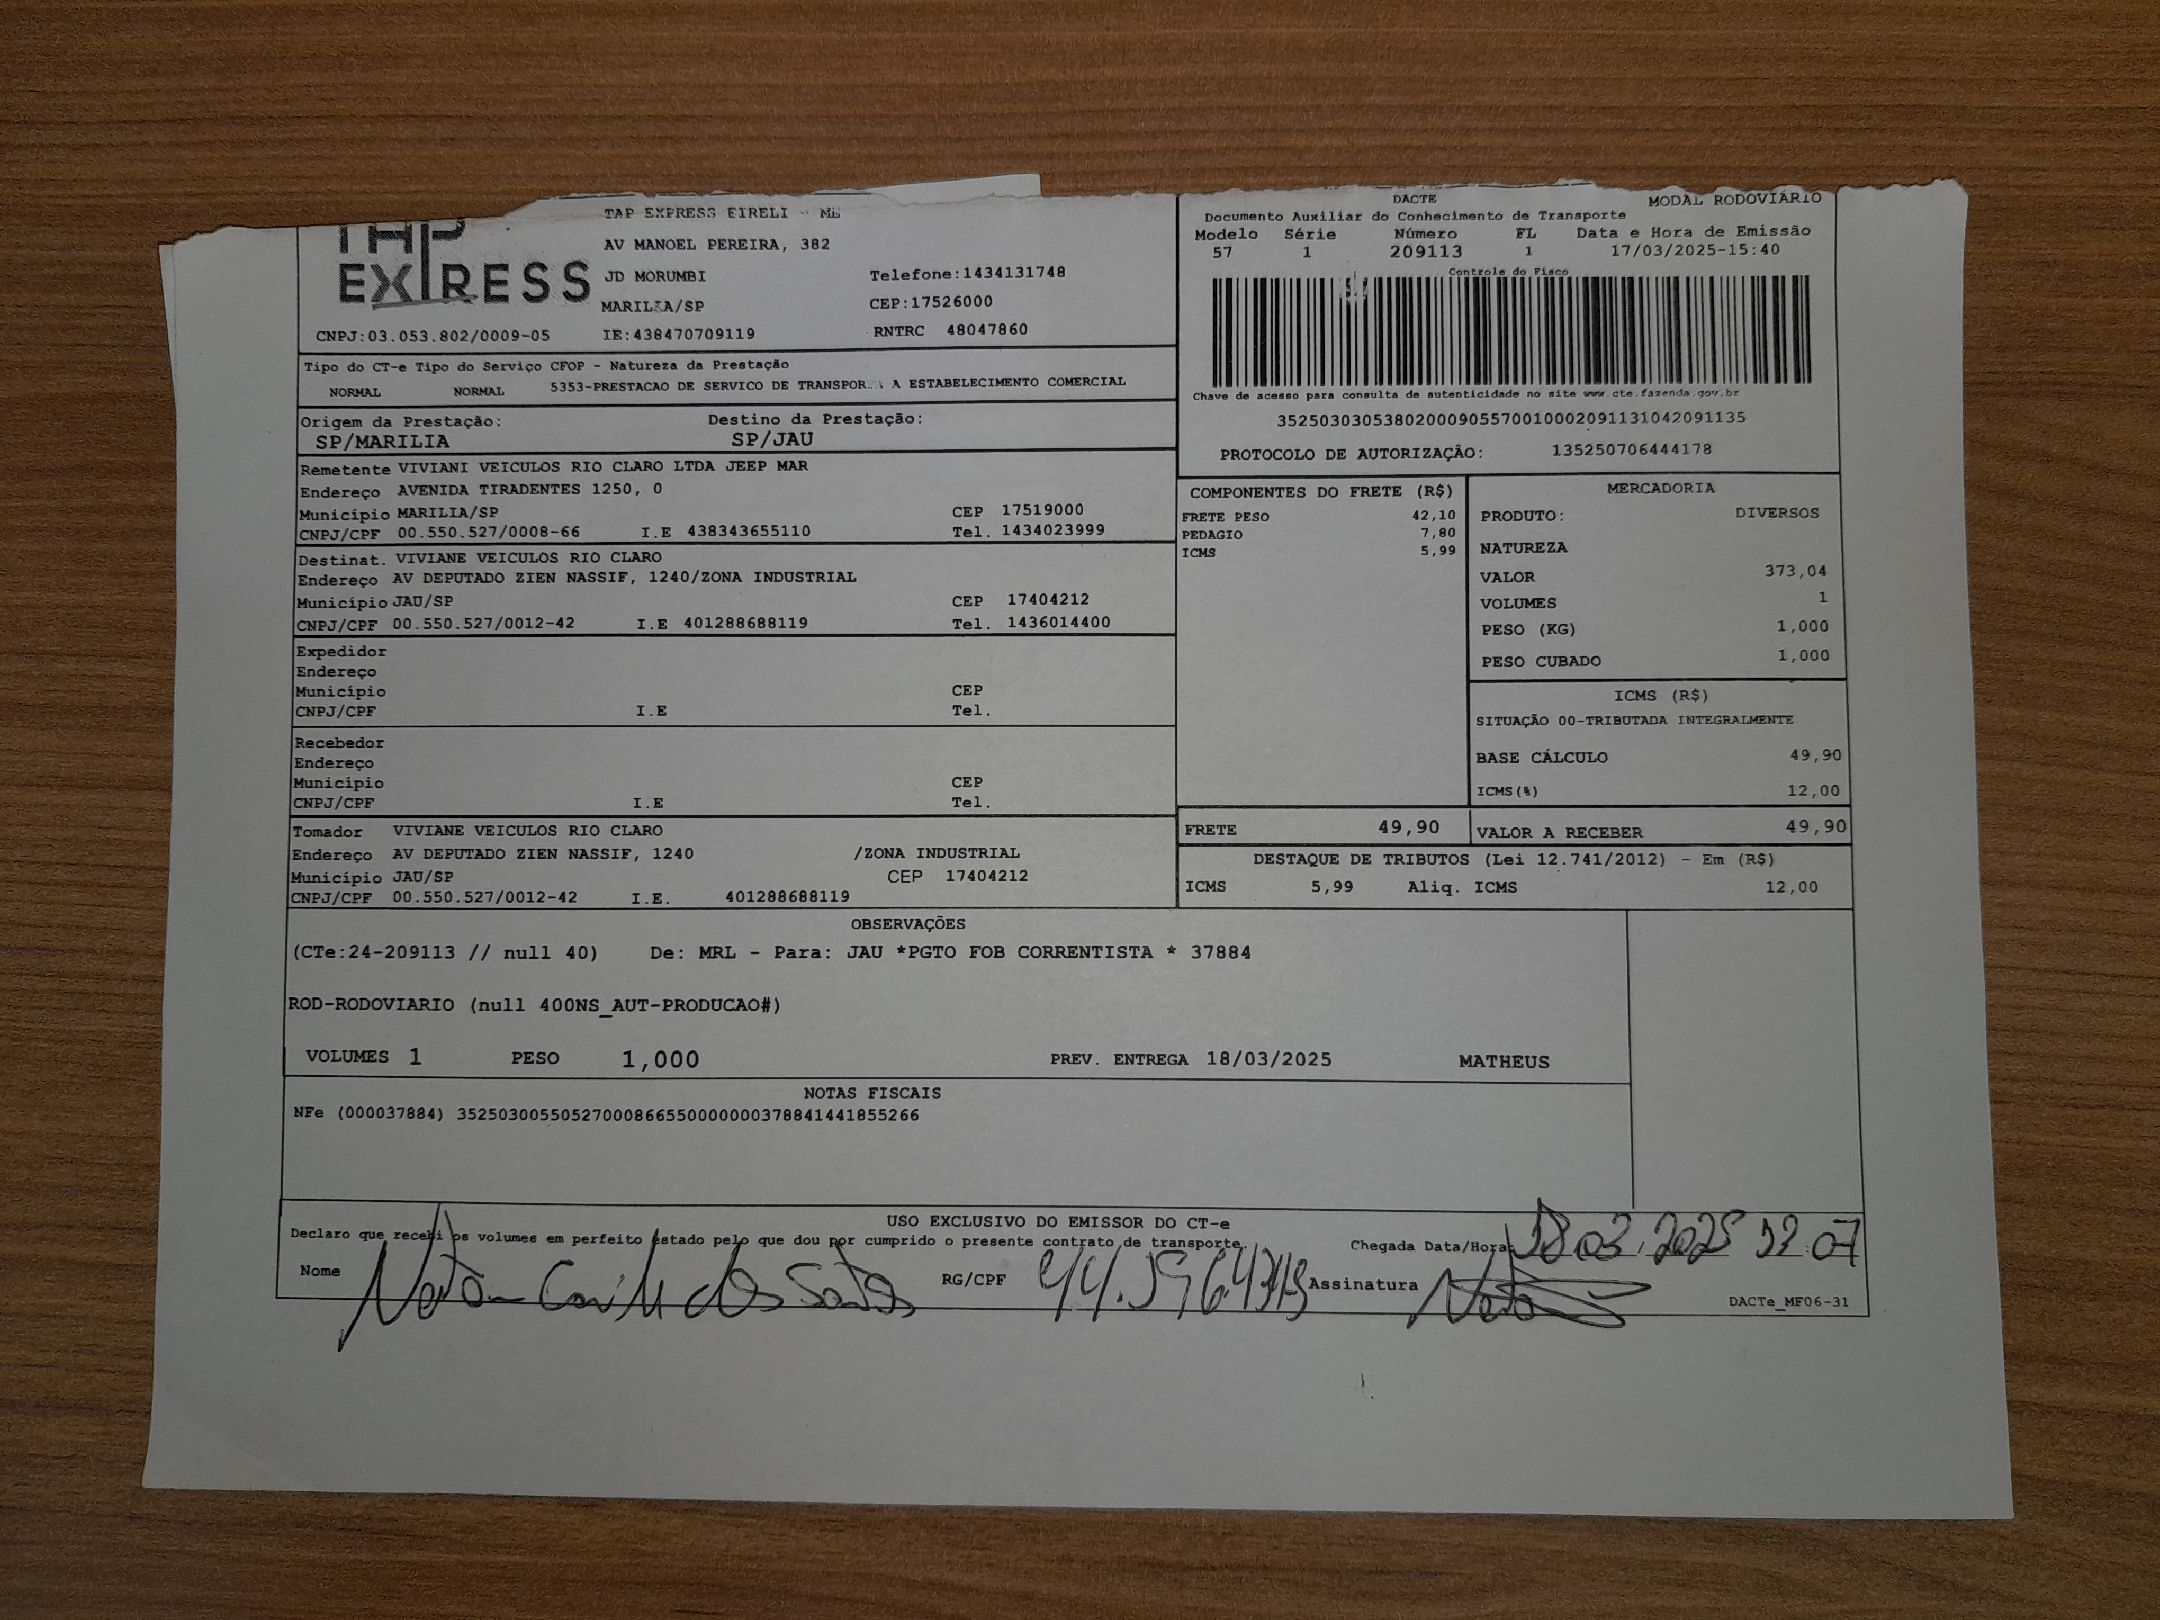 TAP EXPRESS
TAP EXPRESS EIRELI - ME
AV MANOEL PEREIRA, 382
JD MORUMBI
Telefone:1434131748
MARILIA/SP
CEP:17526000
CNPJ:03.053.802/0009-05
IE:438470709119
RNTRC 48047860
DACTE
MODAL RODOVIÁRIO
Documento Auxiliar do Conhecimento de Transporte
Modelo Série Número FL Data e Hora de Emissão
57 1 209113 1 17/03/2025-15:40
Controle do Fisco
Chave de acesso para consulta de autenticidade no site www.cte.fazenda.gov.br
35250303053802000905570010002091131042091135
PROTOCOLO DE AUTORIZAÇÃO: 135250706444178
Tipo do CT-e Tipo do Serviço CFOP - Natureza da Prestação
NORMAL NORMAL 5353-PRESTACAO DE SERVICO DE TRANSPOR A ESTABELECIMENTO COMERCIAL
Origem da Prestação: Destino da Prestação:
SP/MARILIA SP/JAU
Remetente VIVIANI VEICULOS RIO CLARO LTDA JEEP MAR
Endereço AVENIDA TIRADENTES 1250, 0
Município MARILIA/SP CEP 17519000
CNPJ/CPF 00.550.527/0008-66 I.E 438343655110 Tel. 1434023999
Destinat. VIVIANE VEICULOS RIO CLARO
Endereço AV DEPUTADO ZIEN NASSIF, 1240/ZONA INDUSTRIAL
Município JAU/SP CEP 17404212
CNPJ/CPF 00.550.527/0012-42 I.E 401288688119 Tel. 1436014400
Expedidor
Endereço
Município CEP
CNPJ/CPF I.E Tel.
Recebedor
Endereço
Município CEP
CNPJ/CPF I.E Tel.
Tomador VIVIANE VEICULOS RIO CLARO
Endereço AV DEPUTADO ZIEN NASSIF, 1240 /ZONA INDUSTRIAL
Município JAU/SP CEP 17404212
CNPJ/CPF 00.550.527/0012-42 I.E. 401288688119
COMPONENTES DO FRETE (R$)
FRETE PESO 42,10
PEDAGIO 7,80
ICMS 5,99
MERCADORIA
PRODUTO: DIVERSOS
NATUREZA
VALOR 373,04
VOLUMES 1
PESO (KG) 1,000
PESO CUBADO 1,000
ICMS (R$)
SITUAÇÃO 00-TRIBUTADA INTEGRALMENTE
BASE CÁLCULO 49,90
ICMS(%) 12,00
FRETE 49,90 VALOR A RECEBER 49,90
DESTAQUE DE TRIBUTOS (Lei 12.741/2012) - Em (R$)
ICMS 5,99 Aliq. ICMS 12,00
OBSERVAÇÕES
(CTe:24-209113 // null 40) De: MRL - Para: JAU *PGTO FOB CORRENTISTA * 37884
ROD-RODOVIARIO (null 400NS_AUT-PRODUCAO#)
VOLUMES 1 PESO 1,000 PREV. ENTREGA 18/03/2025 MATHEUS
NOTAS FISCAIS
NFe (000037884) 35250300550527000866550000000378841441855266
USO EXCLUSIVO DO EMISSOR DO CT-e
Declaro que recebi os volumes em perfeito estado pelo que dou por cumprido o presente contrato de transporte.
Chegada Data/Hora: 18 03.2025
Nome dos Santos RG/CPF Assinatura
DACTe_MF06-31